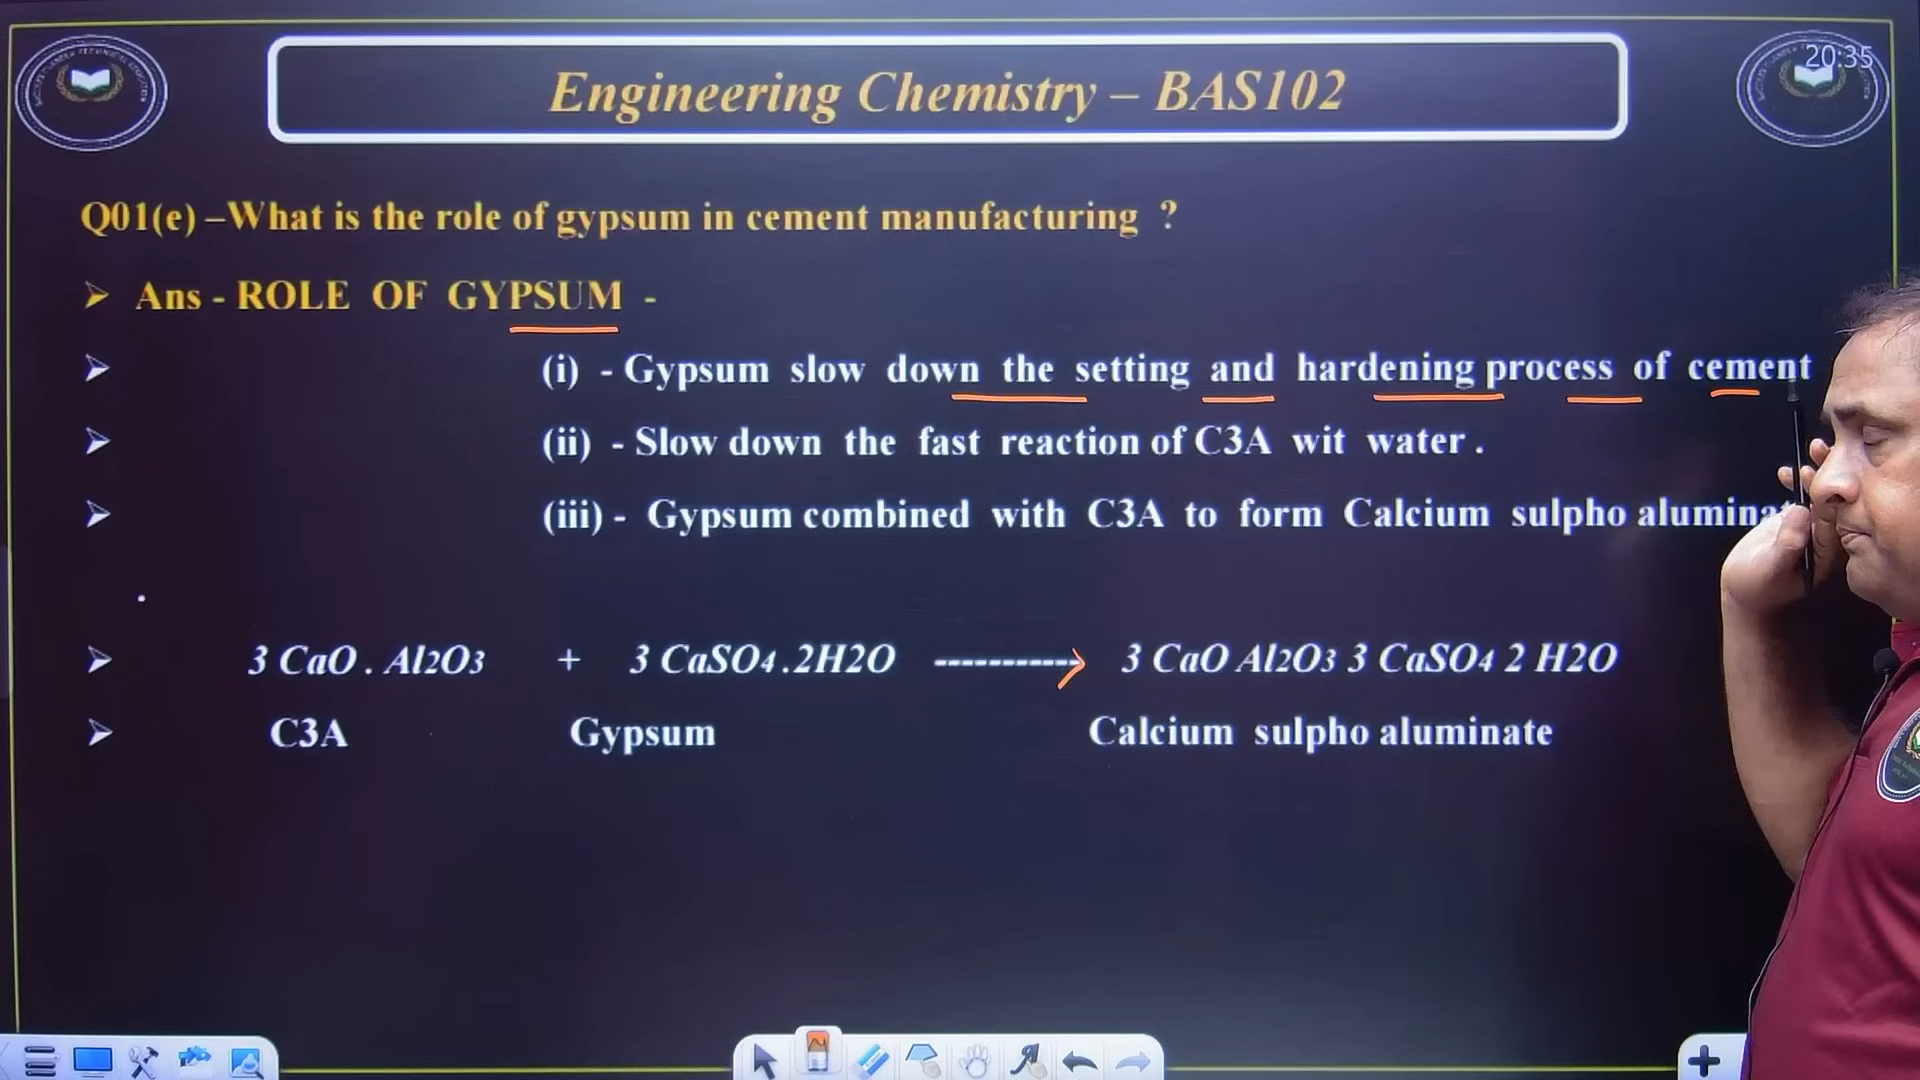 20:35
Engineering Chemistry – BAS102
Q01(e) –What is the role of gypsum in cement manufacturing ?
➤ Ans - ROLE OF GYPSUM -
➤ (i) - Gypsum slow down the setting and hardening process of cement
➤ (ii) - Slow down the fast reaction of C3A wit water .
➤ (iii) - Gypsum combined with C3A to form Calcium sulpho
.
➤ 3 CaO . Al2O3 + 3 CaSO4 .2H2O ----------> 3 CaO Al2O3 3 CaSO4 2 H2O
➤ C3A Gypsum Calcium sulpho aluminate